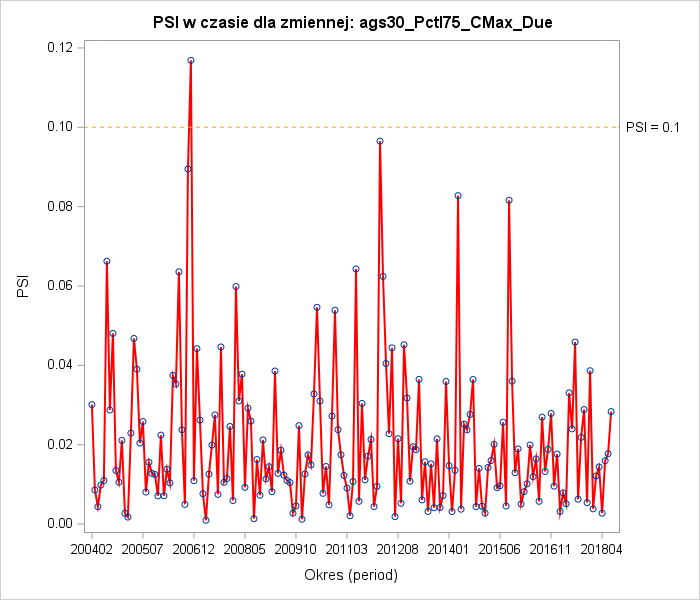 PSI w czasie dla zmiennej: ags30_Pctl75_CMax_Due
0.12
0.10
PSI = 0.1
0.08
0.06
PSI
0.04
0.02
0.00
200402 200507 200612 200805 200910 201103 201208 201401 201506 201611 201804
Okres (period)